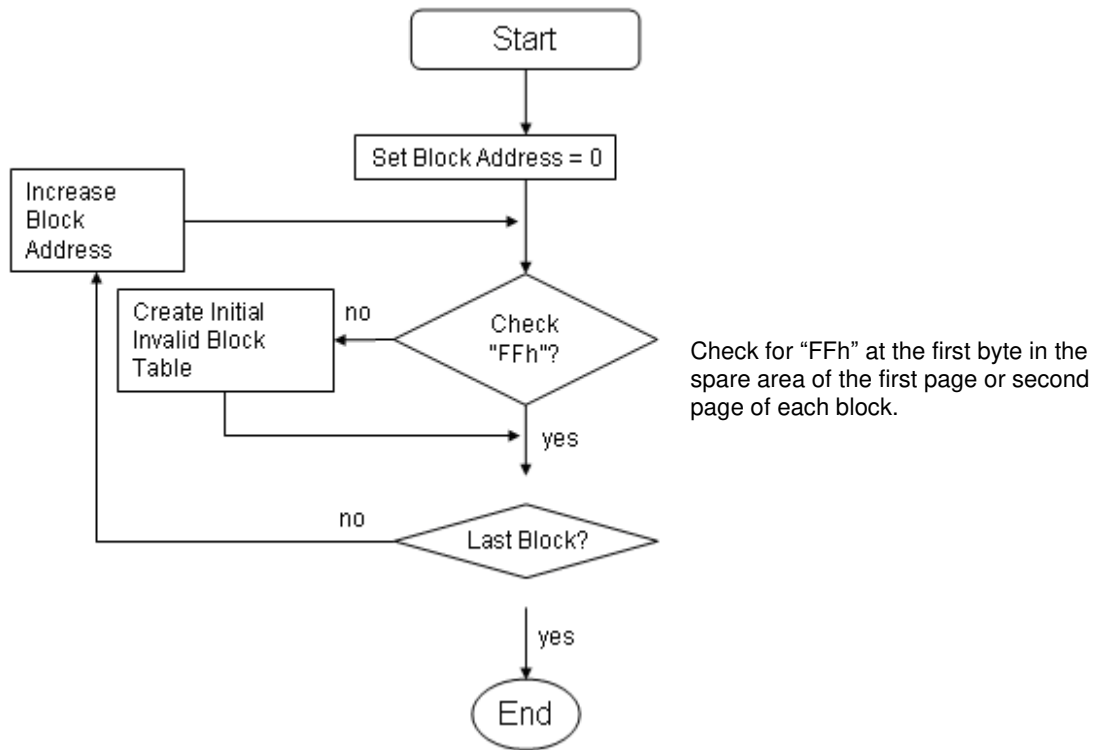 Start
Set Block Address = 0
Increase
Block
Address
Create Initial
Invalid Block
Table
no
Check
"FFh"?
Check for “FFh” at the first byte in the
spare area of the first page or second
page of each block.
yes
no
Last Block?
yes
End